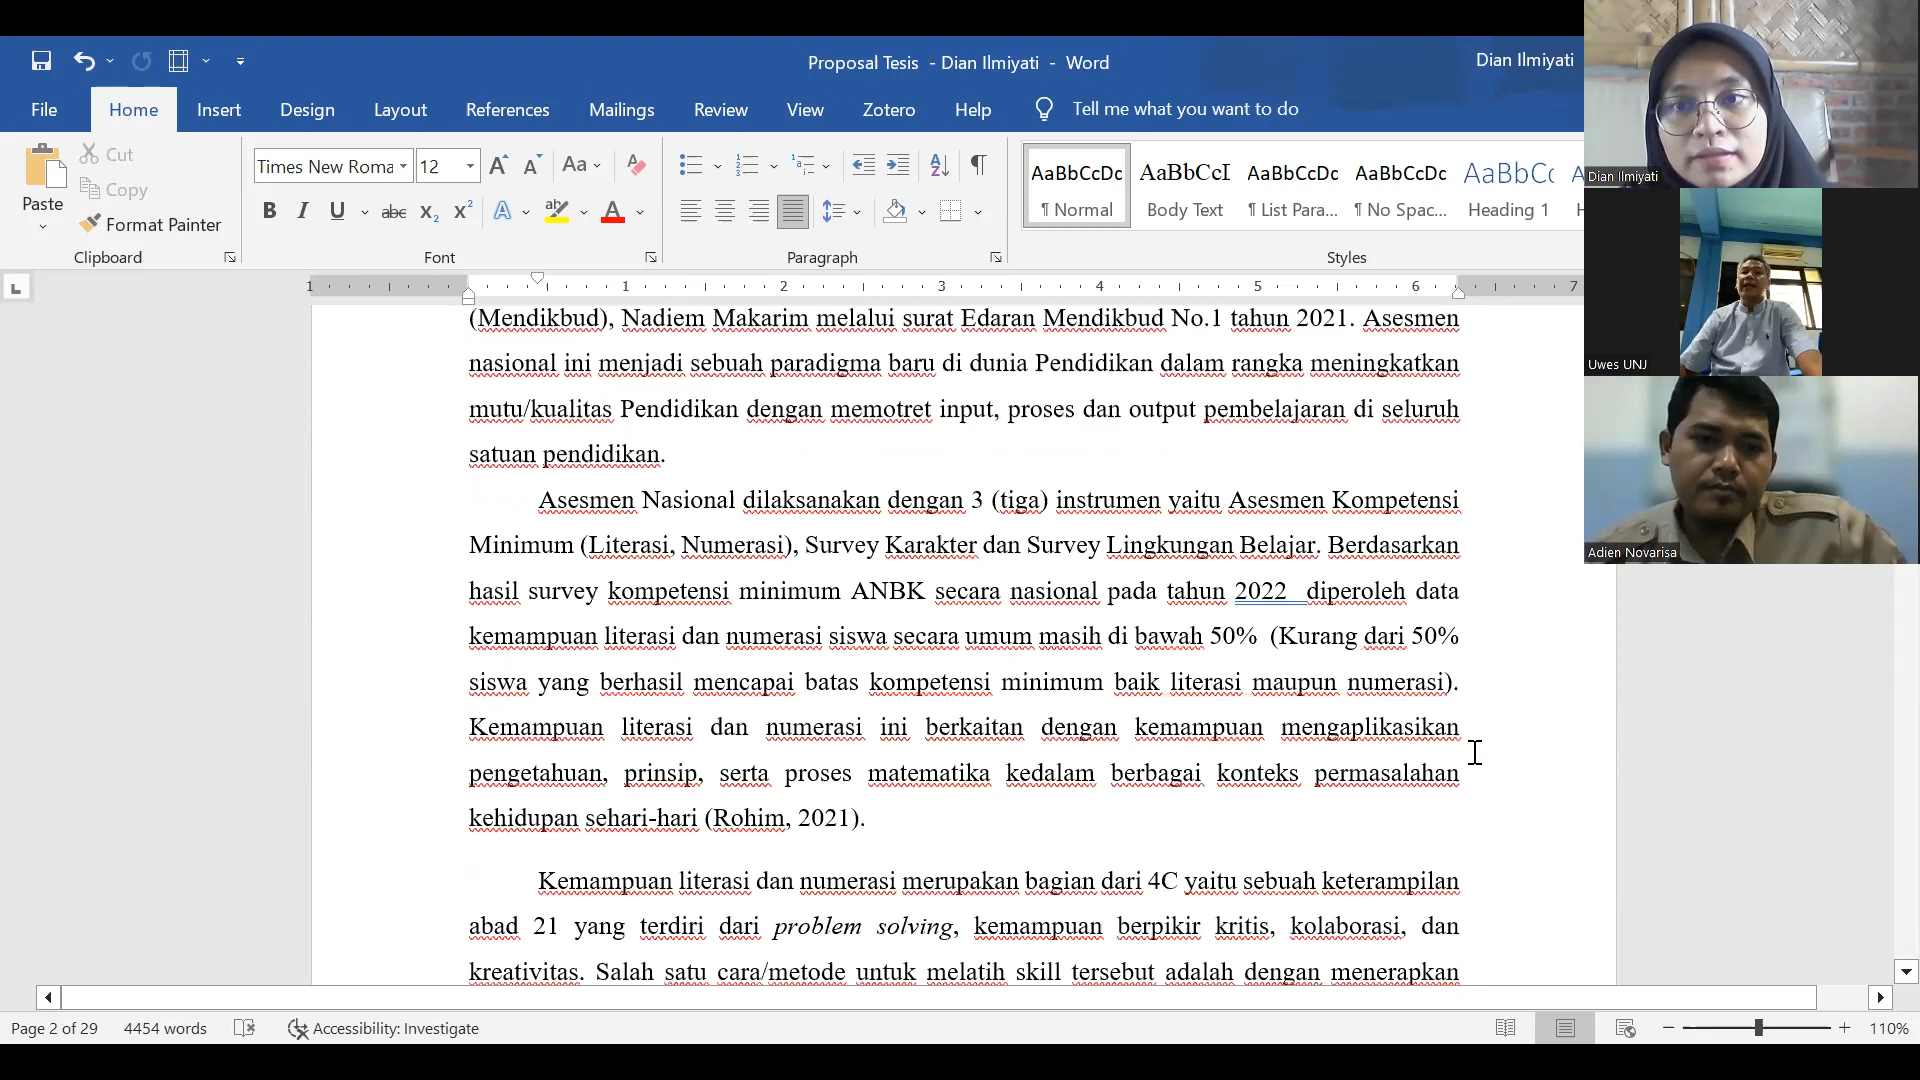 Proposal Tesis - Dian Ilmiyati - Word
Dian Ilmiyati
File Home Insert Design Layout References Mailings Review View Zotero Help Tell me what you want to do
Paste
Cut
Copy
Format Painter
Clipboard
Times New Roma 12
Font
Paragraph
AaBbCcDc AaBbCcI AaBbCcDc AaBbCcDc AaBbCc
¶ Normal Body Text ¶ List Para... ¶ No Spac... Heading 1
Styles
1 1 2 3 4 5 6 7
(Mendikbud), Nadiem Makarim melalui surat Edaran Mendikbud No.1 tahun 2021. Asesmen
nasional ini menjadi sebuah paradigma baru di dunia Pendidikan dalam rangka meningkatkan
mutu/kualitas Pendidikan dengan memotret input, proses dan output pembelajaran di seluruh
satuan pendidikan.
Asesmen Nasional dilaksanakan dengan 3 (tiga) instrumen yaitu Asesmen Kompetensi
Minimum (Literasi, Numerasi), Survey Karakter dan Survey Lingkungan Belajar. Berdasarkan
hasil survey kompetensi minimum ANBK secara nasional pada tahun 2022 diperoleh data
kemampuan literasi dan numerasi siswa secara umum masih di bawah 50% (Kurang dari 50%
siswa yang berhasil mencapai batas kompetensi minimum baik literasi maupun numerasi).
Kemampuan literasi dan numerasi ini berkaitan dengan kemampuan mengaplikasikan
pengetahuan, prinsip, serta proses matematika kedalam berbagai konteks permasalahan
kehidupan sehari-hari (Rohim, 2021).
Kemampuan literasi dan numerasi merupakan bagian dari 4C yaitu sebuah keterampilan
abad 21 yang terdiri dari problem solving, kemampuan berpikir kritis, kolaborasi, dan
kreativitas. Salah satu cara/metode untuk melatih skill tersebut adalah dengan menerapkan
Page 2 of 29 4454 words Accessibility: Investigate 110%
Dian Ilmiyati
Uwes UNJ
Adien Novarisa